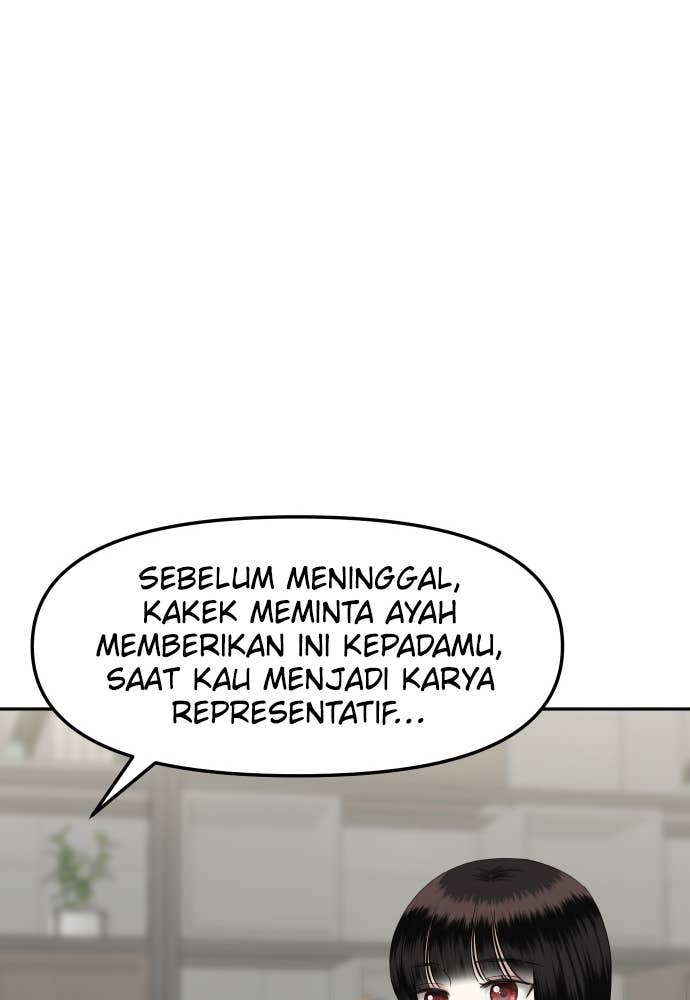 SEBELUM MENINGGAL,
KAKEK MEMINTA AYAH
MEMBERIKAN INI KEPADAMU,
SAAT KAU MENJADI KARYA
REPRESENTATIF...